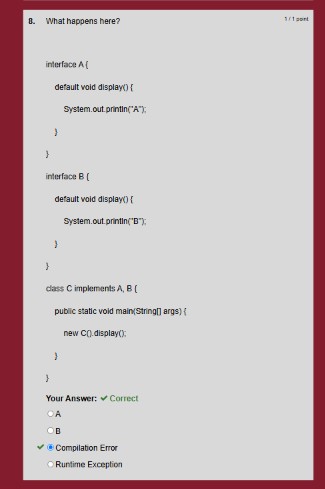 8. What happens here?
1 / 1 point
interface A {
default void display() {
System.out.println("A");
}
}
interface B {
default void display() {
System.out.println("B");
}
}
class C implements A, B {
public static void main(String[] args) {
new C().display();
}
}
Your Answer: ✔ Correct
A
B
Compilation Error
Runtime Exception